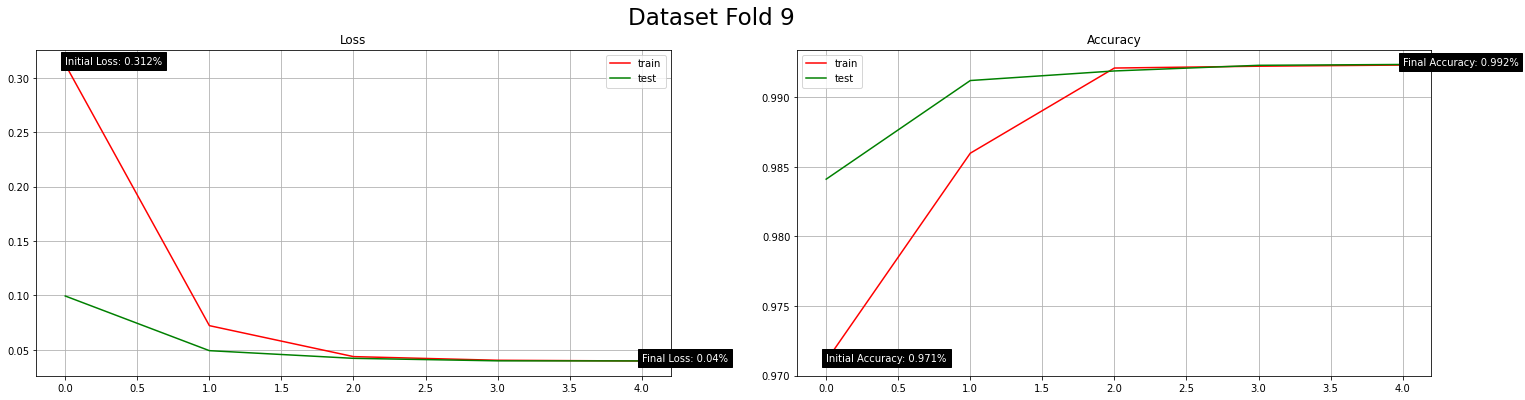 Dataset Fold 9
Loss
Initial Loss: 0.312%
train
test
0.30
0.25
0.20
0.15
0.10
0.05
Final Loss: 0.04%
0.0 0.5 1.0 1.5 2.0 2.5 3.0 3.5 4.0
Accuracy
train
test
Final Accuracy: 0.992%
0.990
0.985
0.980
0.975
0.970
Initial Accuracy: 0.971%
0.0 0.5 1.0 1.5 2.0 2.5 3.0 3.5 4.0